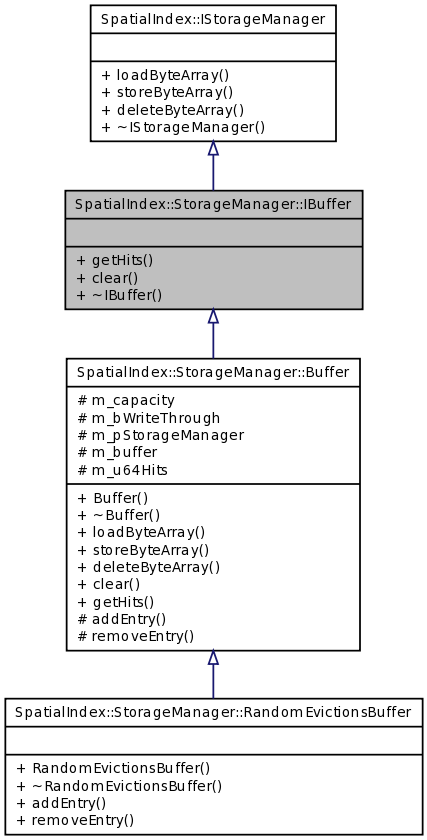 SpatialIndex::IStorageManager
+ loadByteArray()
+ storeByteArray()
+ deleteByteArray()
+ ~IStorageManager()
SpatialIndex::StorageManager::IBuffer
+ getHits()
+ clear()
+ ~IBuffer()
SpatialIndex::StorageManager::Buffer
# m_capacity
# m_bWriteThrough
# m_pStorageManager
# m_buffer
# m_u64Hits
+ Buffer()
+ ~Buffer()
+ loadByteArray()
+ storeByteArray()
+ deleteByteArray()
+ clear()
+ getHits()
# addEntry()
# removeEntry()
SpatialIndex::StorageManager::RandomEvictionsBuffer
+ RandomEvictionsBuffer()
+ ~RandomEvictionsBuffer()
+ addEntry()
+ removeEntry()